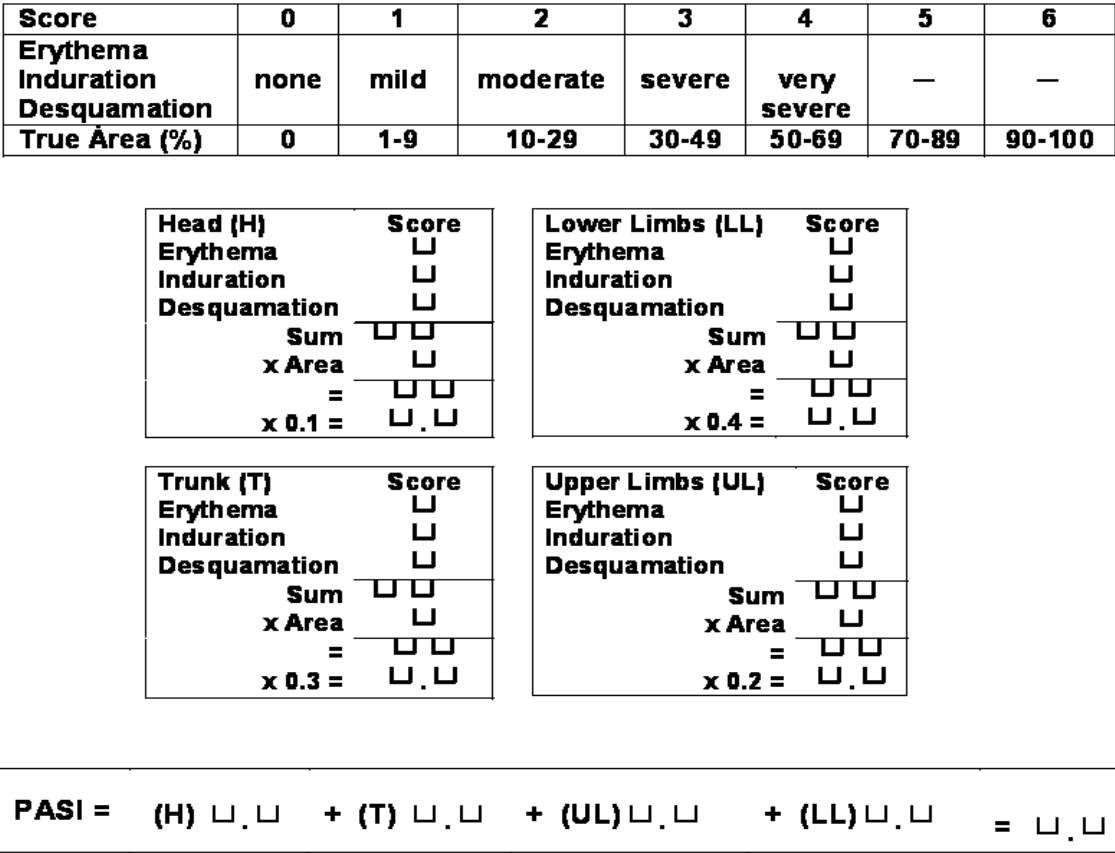 Score 0 1 2 3 4 5 6
Erythema
Induration none mild moderate severe very — —
Desquamation severe
True Area (%) 0 1-9 10-29 30-49 50-69 70-89 90-100
Head (H) Score
Erythema ⊔
Induration ⊔
Desquamation ⊔
Sum ⊔ ⊔
x Area ⊔
= ⊔ ⊔
x 0.1 = ⊔.⊔
Lower Limbs (LL) Score
Erythema ⊔
Induration ⊔
Desquamation ⊔
Sum ⊔ ⊔
x Area ⊔
= ⊔ ⊔
x 0.4 = ⊔.⊔
Trunk (T) Score
Erythema ⊔
Induration ⊔
Desquamation ⊔
Sum ⊔ ⊔
x Area ⊔
= ⊔ ⊔
x 0.3 = ⊔.⊔
Upper Limbs (UL) Score
Erythema ⊔
Induration ⊔
Desquamation ⊔
Sum ⊔ ⊔
x Area ⊔
= ⊔ ⊔
x 0.2 = ⊔.⊔
PASI = (H) ⊔.⊔ + (T) ⊔.⊔ + (UL) ⊔.⊔ + (LL) ⊔.⊔ = ⊔.⊔